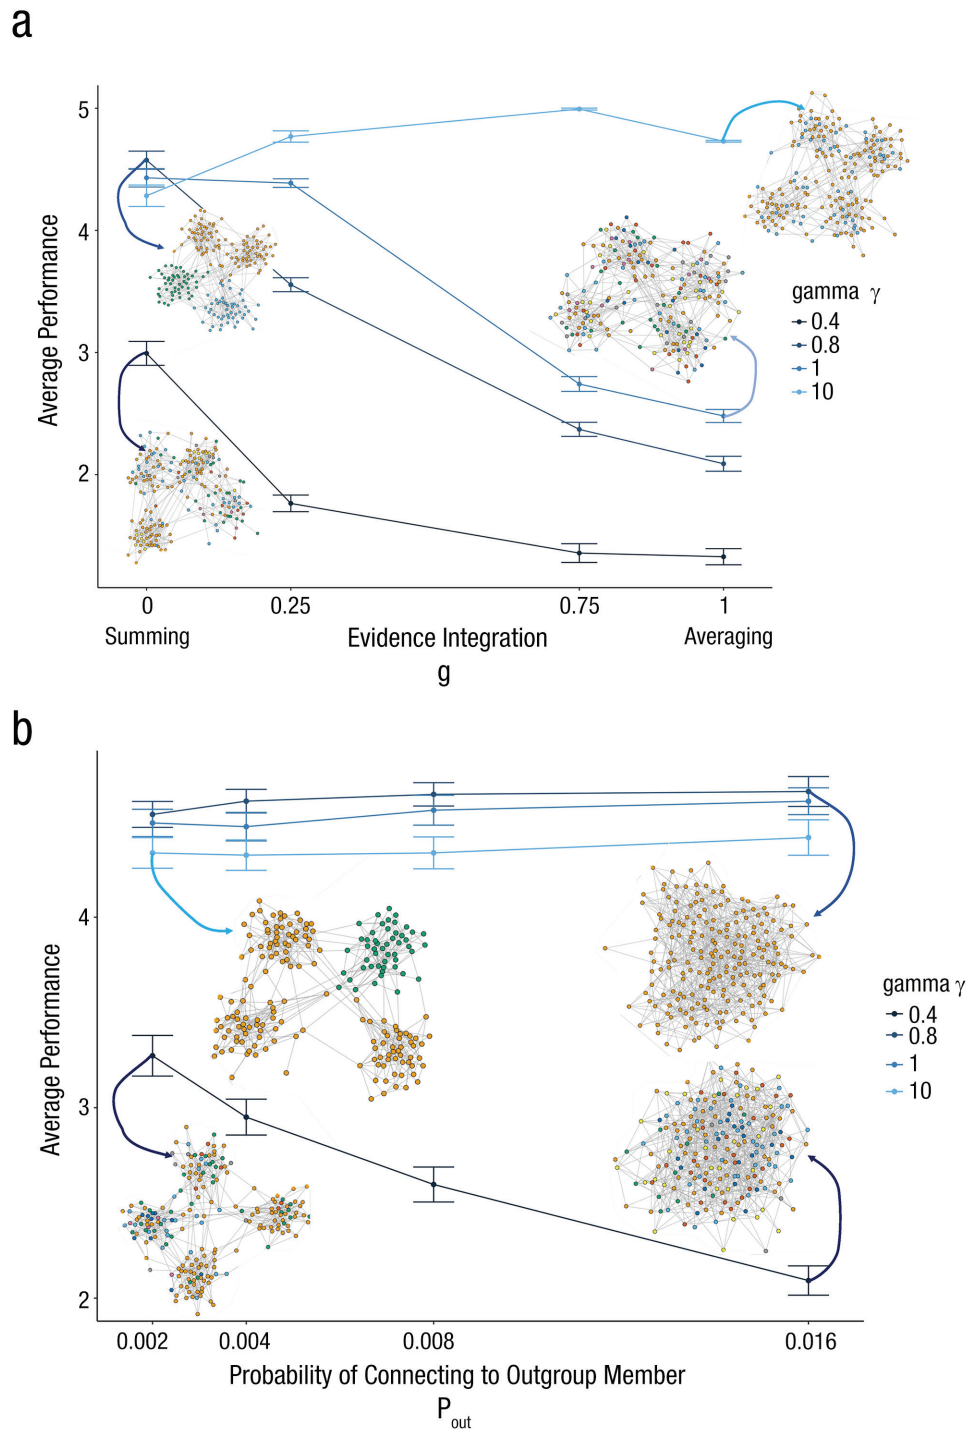 a
5
4
3
2
Average Performance
gamma γ
0.4
0.8
1
10
0
0.25
0.75
1
Summing
Evidence Integration
Averaging
g
b
4
3
2
Average Performance
gamma γ
0.4
0.8
1
10
0.002
0.004
0.008
0.016
Probability of Connecting to Outgroup Member
Pout